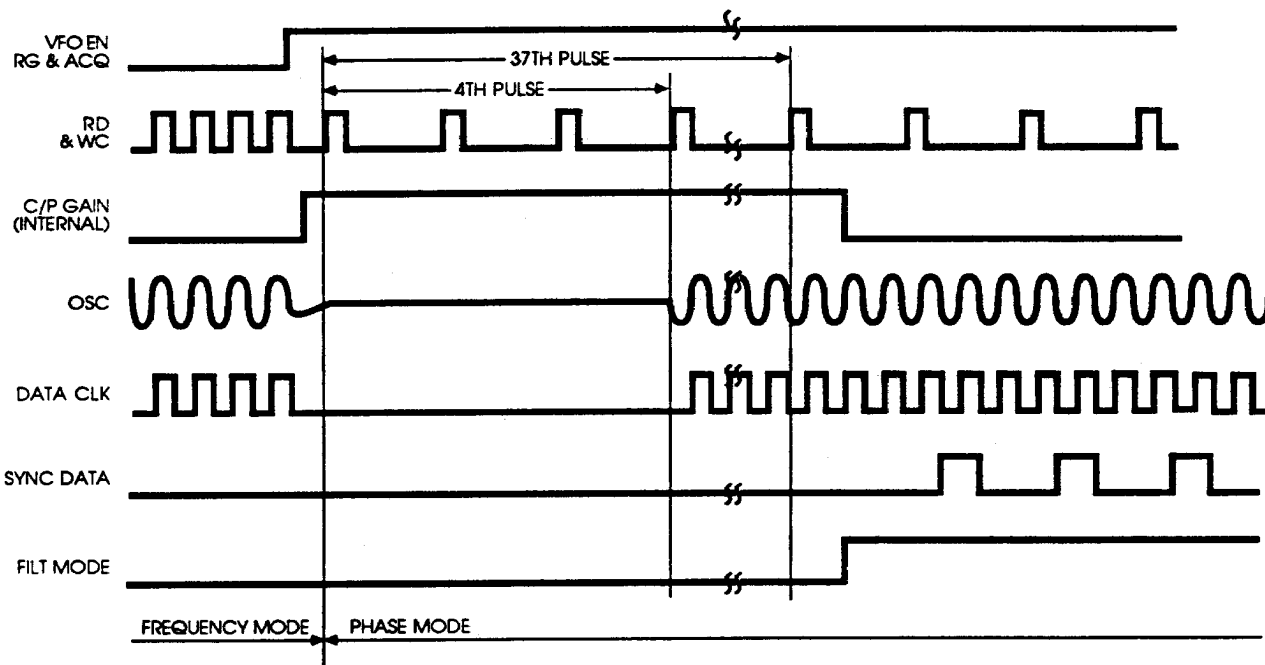 VFO EN
RG & ACQ
37TH PULSE
4TH PULSE
RD
& WC
C/P GAIN
(INTERNAL)
OSC
DATA CLK
SYNC DATA
FILT MODE
FREQUENCY MODE
PHASE MODE